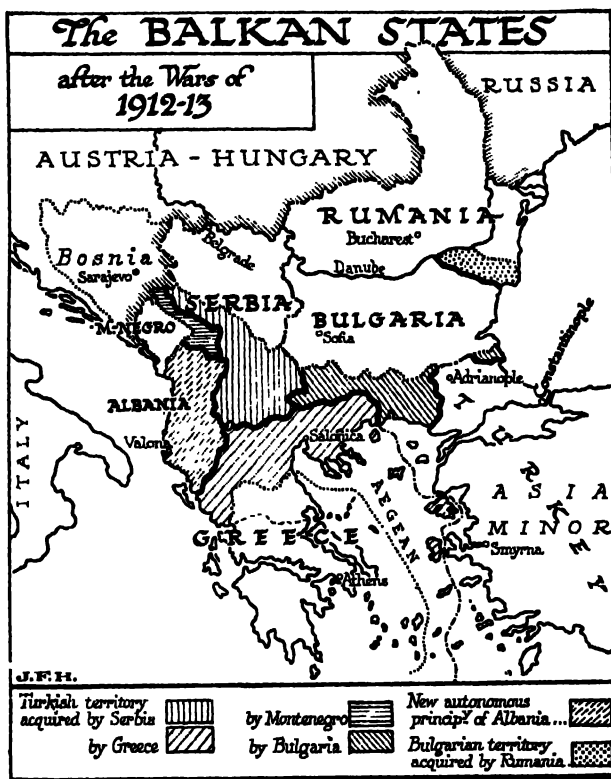 The BALKAN STATES
after the Wars of
1912-13
RUSSIA
AUSTRIA - HUNGARY
RUMANIA
Bucharest
Belgrade
Bosnia
Sarajevo
Danube
SERBIA
M-NEGRO
BULGARIA
Sofia
Constantinople
Adrianople
ALBANIA
Valona
Salonica
TURKEY
ITALY
AEGEAN
ASIA
MINOR
GREECE
Smyrna
Athens
J.F.H.
Turkish territory
acquired by Serbia
by Greece
by Montenegro
by Bulgaria
New autonomous
principy. of Albania...
Bulgarian territory
acquired by Rumania.